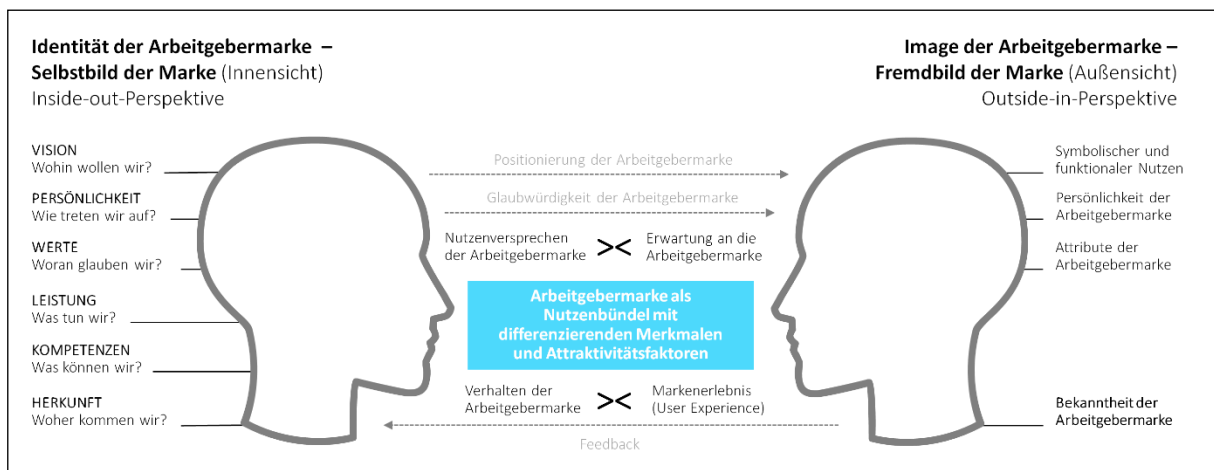 Identität der Arbeitgebermarke –
Selbstbild der Marke (Innensicht)
Inside-out-Perspektive
Image der Arbeitgebermarke –
Fremdbild der Marke (Außensicht)
Outside-in-Perspektive
VISION
Wohin wollen wir?
PERSÖNLICHKEIT
Wie treten wir auf?
WERTE
Woran glauben wir?
LEISTUNG
Was tun wir?
KOMPETENZEN
Was können wir?
HERKUNFT
Woher kommen wir?
Positionierung der Arbeitgebermarke
Glaubwürdigkeit der Arbeitgebermarke
Nutzenversprechen
der Arbeitgebermarke
Erwartung an die
Arbeitgebermarke
Arbeitgebermarke als
Nutzenbündel mit
differenzierenden Merkmalen
und Attraktivitätsfaktoren
Verhalten der
Arbeitgebermarke
Markenerlebnis
(User Experience)
Feedback
Symbolischer und
funktionaler Nutzen
Persönlichkeit der
Arbeitgebermarke
Attribute der
Arbeitgebermarke
Bekanntheit der
Arbeitgebermarke